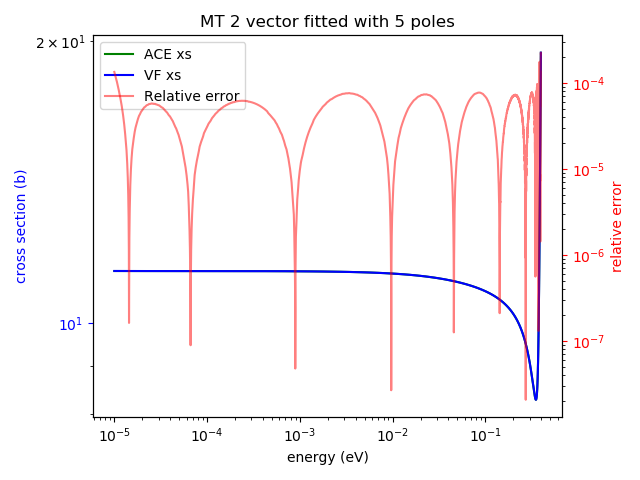 MT 2 vector fitted with 5 poles
ACE xs
VF xs
Relative error
2 × 10¹
10¹
cross section (b)
10⁻⁴
10⁻⁵
10⁻⁶
10⁻⁷
relative error
10⁻⁵ 10⁻⁴ 10⁻³ 10⁻² 10⁻¹
energy (eV)